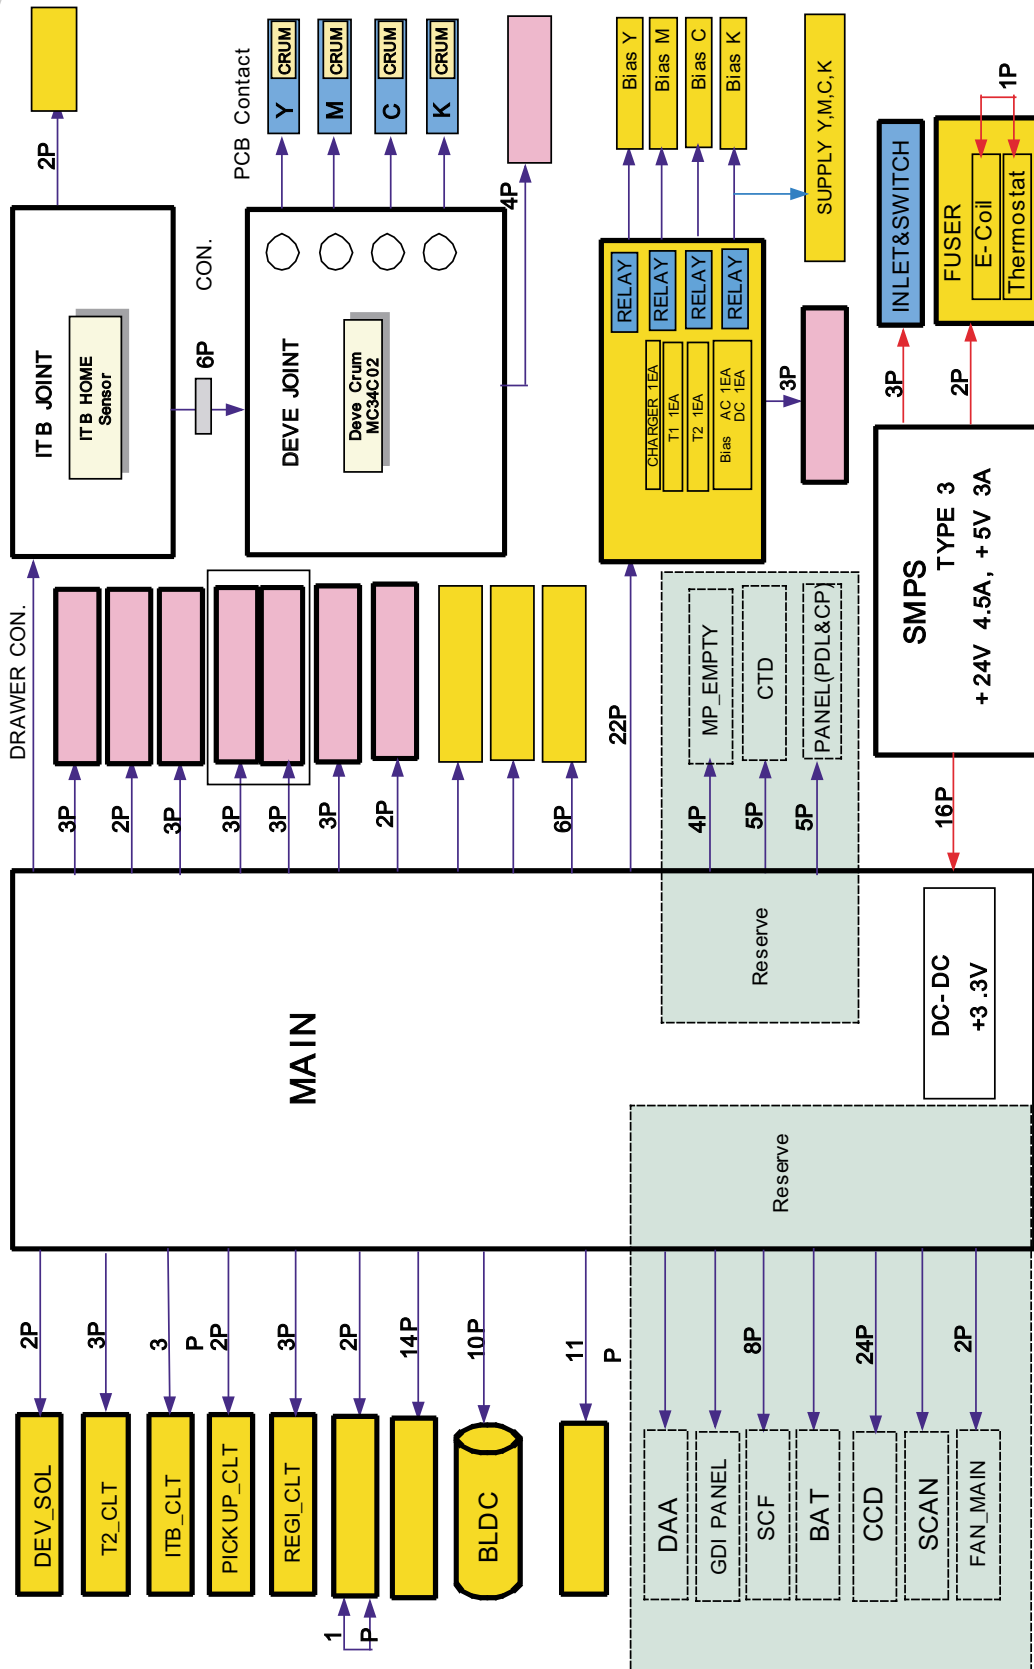 2P
ITB JOINT
ITB HOME
Sensor
DRAWER CON.
6P
CON.
PCB Contact
Y
CRUM
M
CRUM
C
CRUM
K
CRUM
DEVE JOINT
Deve Crum
MC34C02
4P
Bias Y
Bias M
Bias C
Bias K
SUPPLY Y,M,C,K
RELAY
RELAY
RELAY
RELAY
CHARGER 1EA
T1 1EA
T2 1EA
Bias AC 1EA
DC 1EA
3P
22P
INLET&SWITCH
3P
FUSER
E-Coil
Thermostat
1P
2P
SMPS
TYPE 3
+24V 4.5A, +5V 3A
16P
3P
2P
3P
3P
3P
3P
2P
6P
MP_EMPTY
4P
CTD
5P
PANEL(PDL&CP)
5P
Reserve
MAIN
DC-DC
+3.3V
Reserve
2P
DEV_SOL
3P
T2_CLT
3
P
ITB_CLT
2P
PICKUP_CLT
3P
REGI_CLT
2P
1
P
14P
10P
BLDC
11
P
DAA
GDI PANEL
8P
SCF
BAT
24P
CCD
SCAN
2P
FAN_MAIN